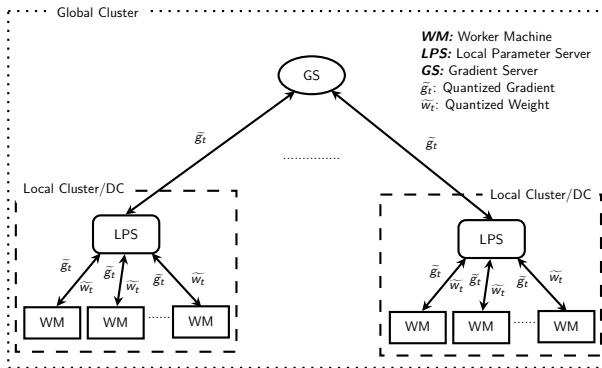 Global Cluster
WM: Worker Machine
LPS: Local Parameter Server
GS: Gradient Server
g̃ₜ: Quantized Gradient
w̃ₜ: Quantized Weight
GS
g̃ₜ
g̃ₜ
...............
Local Cluster/DC
Local Cluster/DC
LPS
LPS
g̃ₜ w̃ₜ g̃ₜ w̃ₜ g̃ₜ w̃ₜ
g̃ₜ w̃ₜ g̃ₜ w̃ₜ g̃ₜ w̃ₜ
WM WM ...... WM
WM WM ...... WM